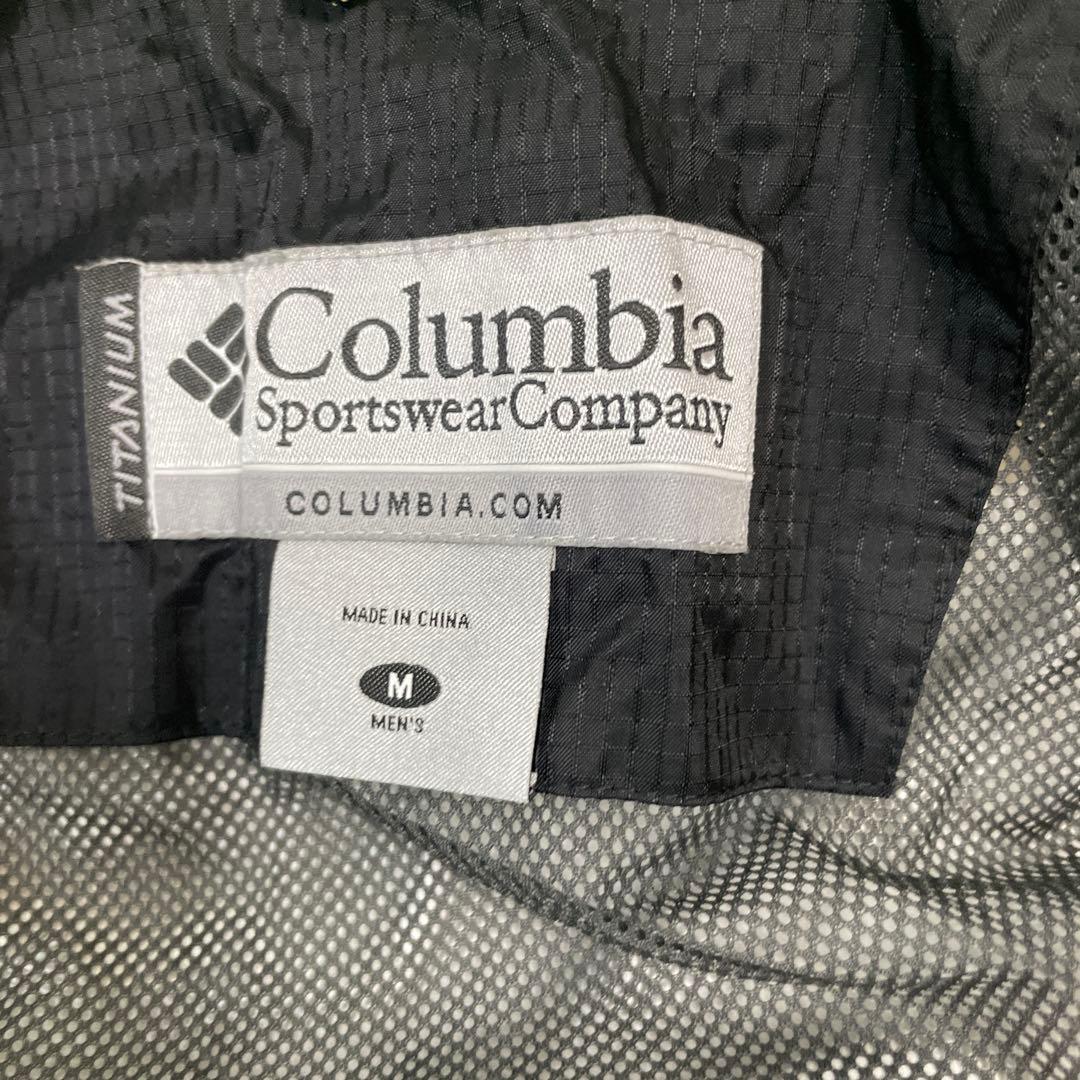 TITANIUM
Columbia
SportswearCompany
COLUMBIA.COM
MADE IN CHINA
M
MEN'S